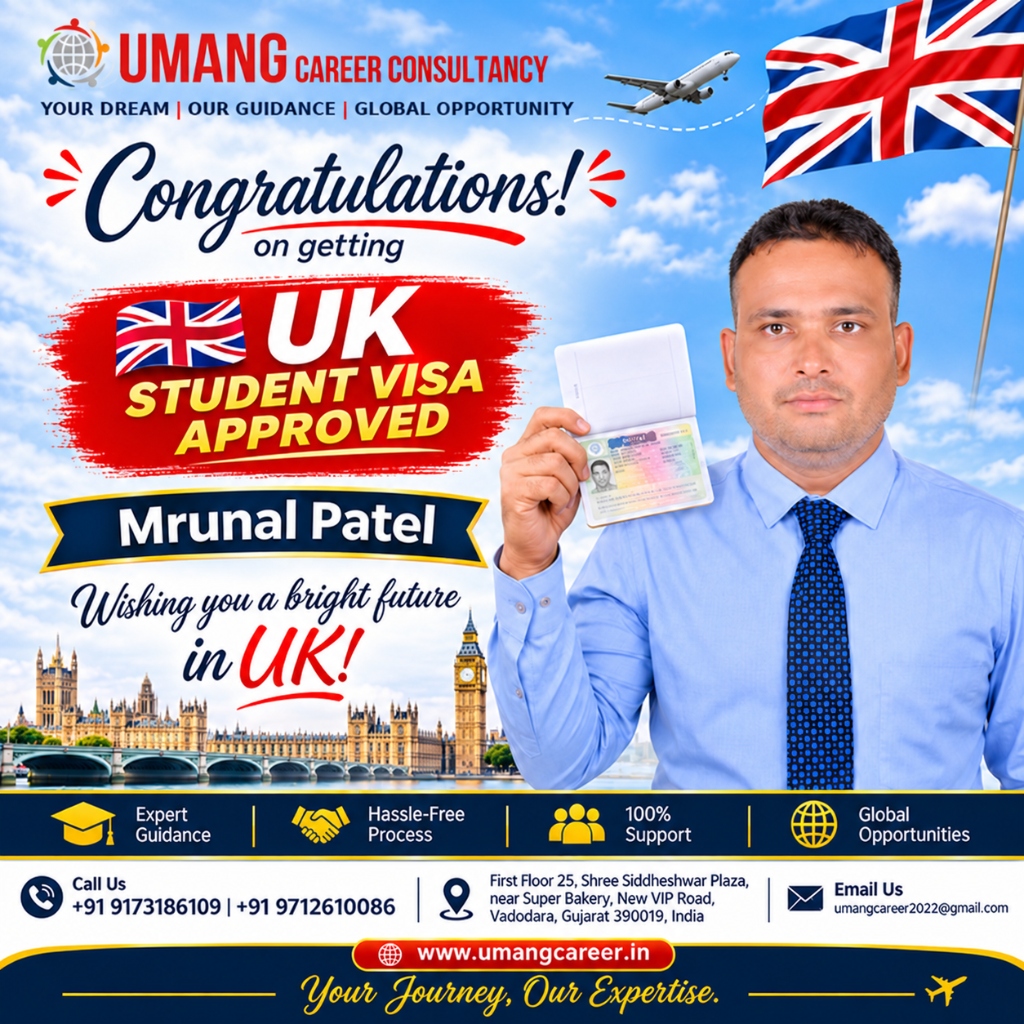 UMANG CAREER CONSULTANCY
YOUR DREAM | OUR GUIDANCE | GLOBAL OPPORTUNITY
Congratulations!
on getting
UK
STUDENT VISA
APPROVED
Mrunal Patel
Wishing you a bright future
in UK!
Expert
Guidance
Hassle-Free
Process
100%
Support
Global
Opportunities
Call Us
+91 9173186109 | +91 9712610086
First Floor 25, Shree Siddheshwar Plaza,
near Super Bakery, New VIP Road,
Vadodara, Gujarat 390019, India
Email Us
umangcareer2022@gmail.com
www.umangcareer.in
Your Journey, Our Expertise.